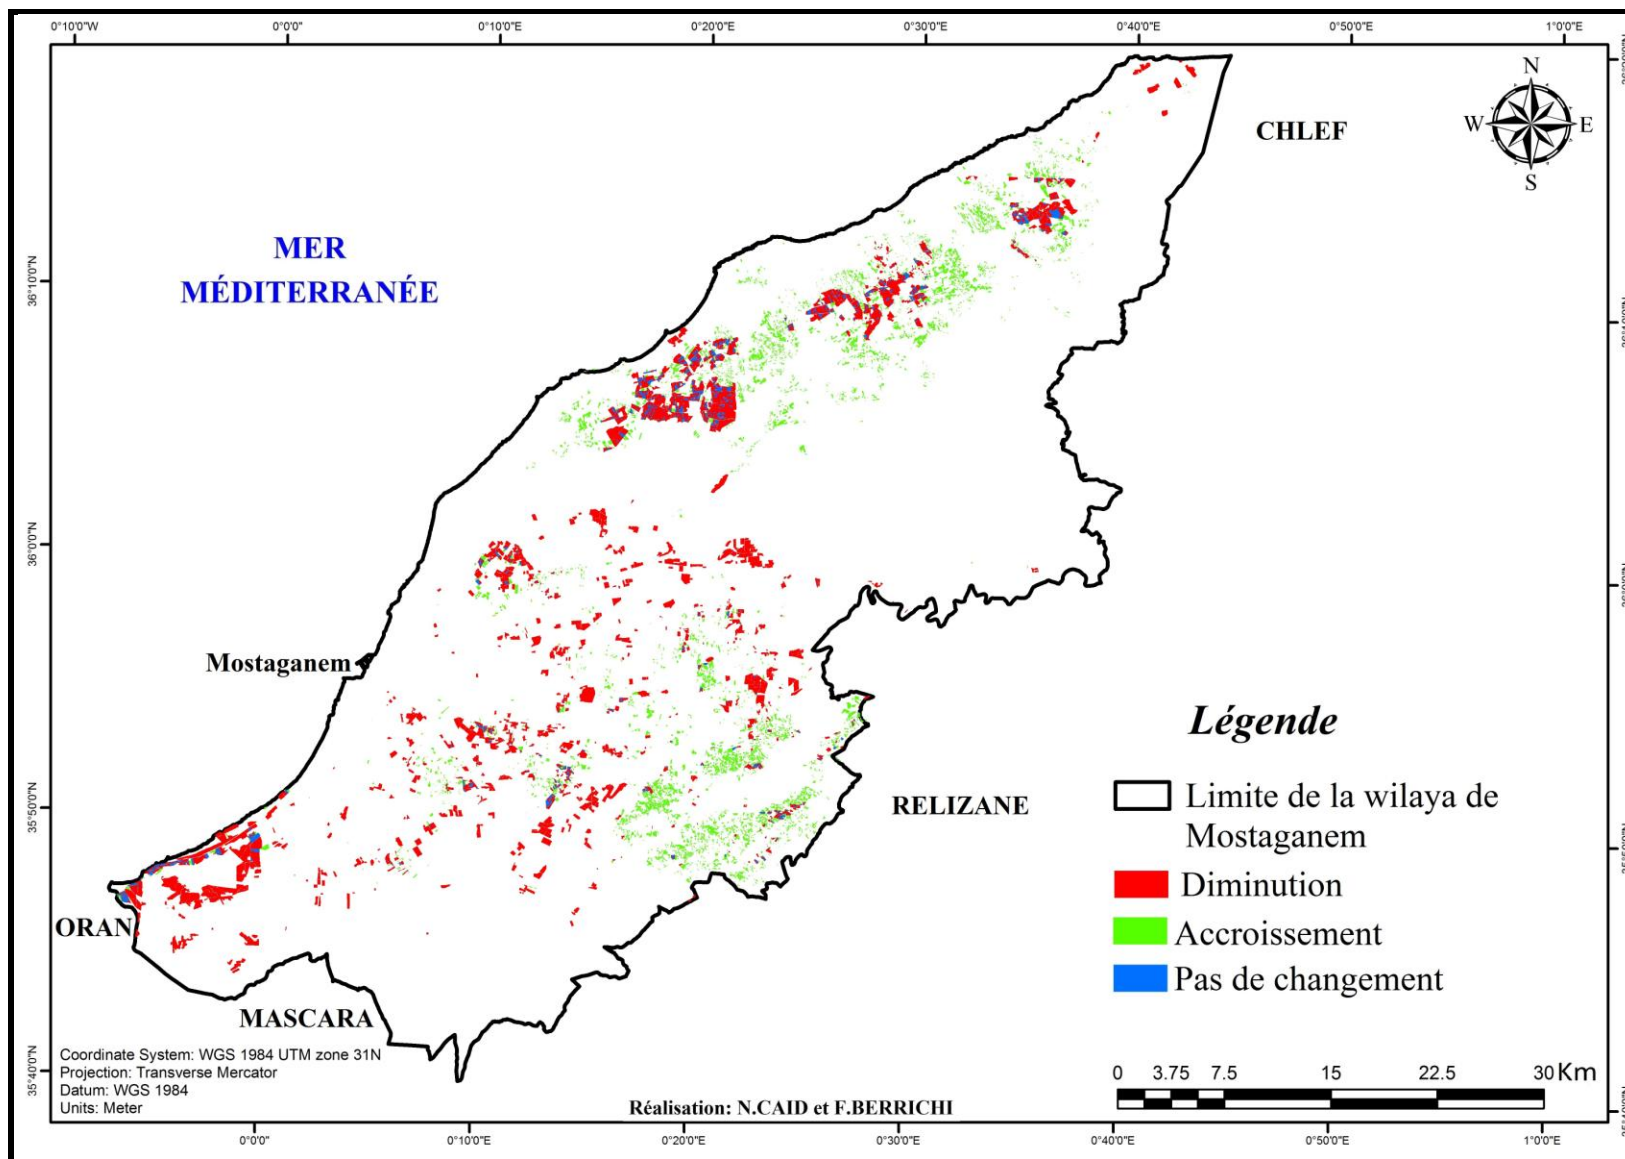 0°10'0"W 0°0'0" 0°10'0"E 0°20'0"E 0°30'0"E 0°40'0"E 0°50'0"E 1°0'0"E
N
W E
S
CHLEF
MER
MÉDITERRANÉE
36°10'0"N
36°0'0"N
Mostaganem
Légende
Limite de la wilaya de
Mostaganem
RELIZANE
35°50'0"N
Diminution
ORAN
Accroissement
Pas de changement
MASCARA
35°40'0"N
Coordinate System: WGS 1984 UTM zone 31N
Projection: Transverse Mercator
Datum: WGS 1984
Units: Meter
0 3.75 7.5 15 22.5 30 Km
Réalisation: N.CAID et F.BERRICHI
0°0'0" 0°10'0"E 0°20'0"E 0°30'0"E 0°40'0"E 0°50'0"E 1°0'0"E